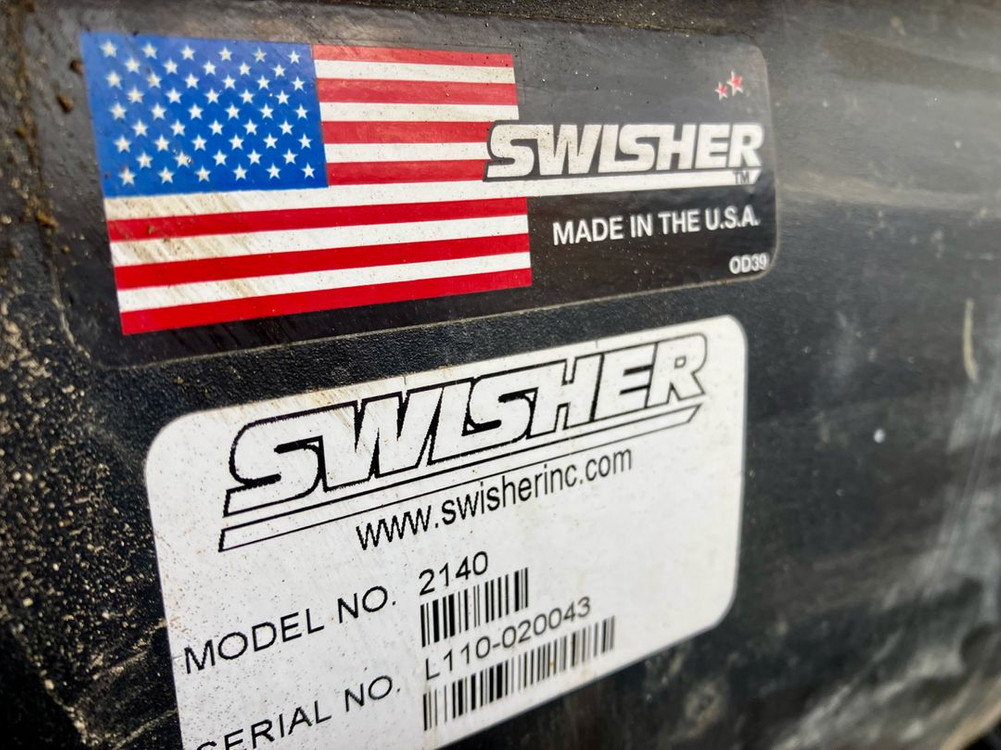 SWISHER
TM
MADE IN THE U.S.A.
OD39
SWISHER
www.swisherinc.com
MODEL NO. 2140
SERIAL NO. L110-020043